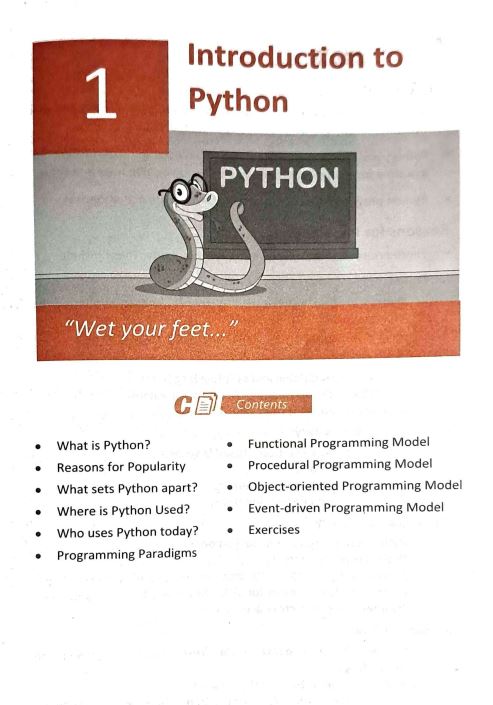 1
Introduction to
Python
PYTHON
"Wet your feet..."
C Contents
• What is Python?
• Reasons for Popularity
• What sets Python apart?
• Where is Python Used?
• Who uses Python today?
• Programming Paradigms
• Functional Programming Model
• Procedural Programming Model
• Object-oriented Programming Model
• Event-driven Programming Model
• Exercises